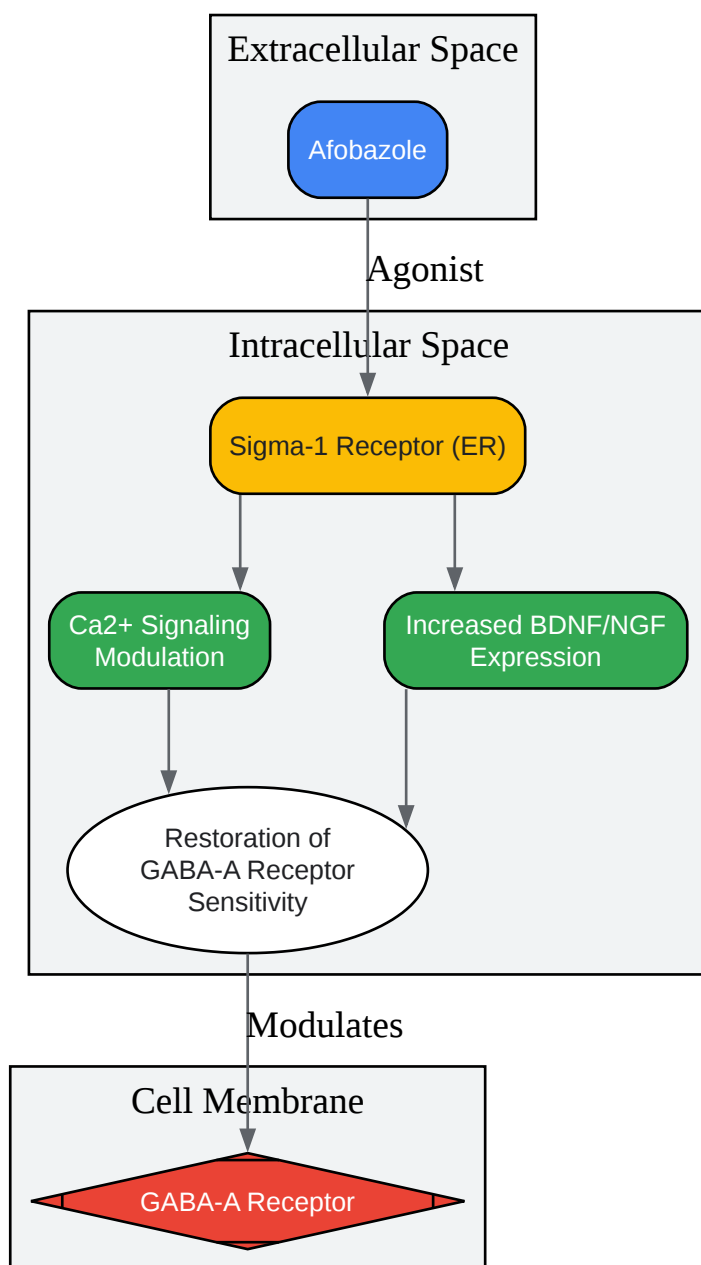 Extracellular Space
Afobazole
Agonist
Intracellular Space
Sigma-1 Receptor (ER)
Ca2+ Signaling
Modulation
Increased BDNF/NGF
Expression
Restoration of
GABA-A Receptor
Sensitivity
Modulates
Cell Membrane
GABA-A Receptor